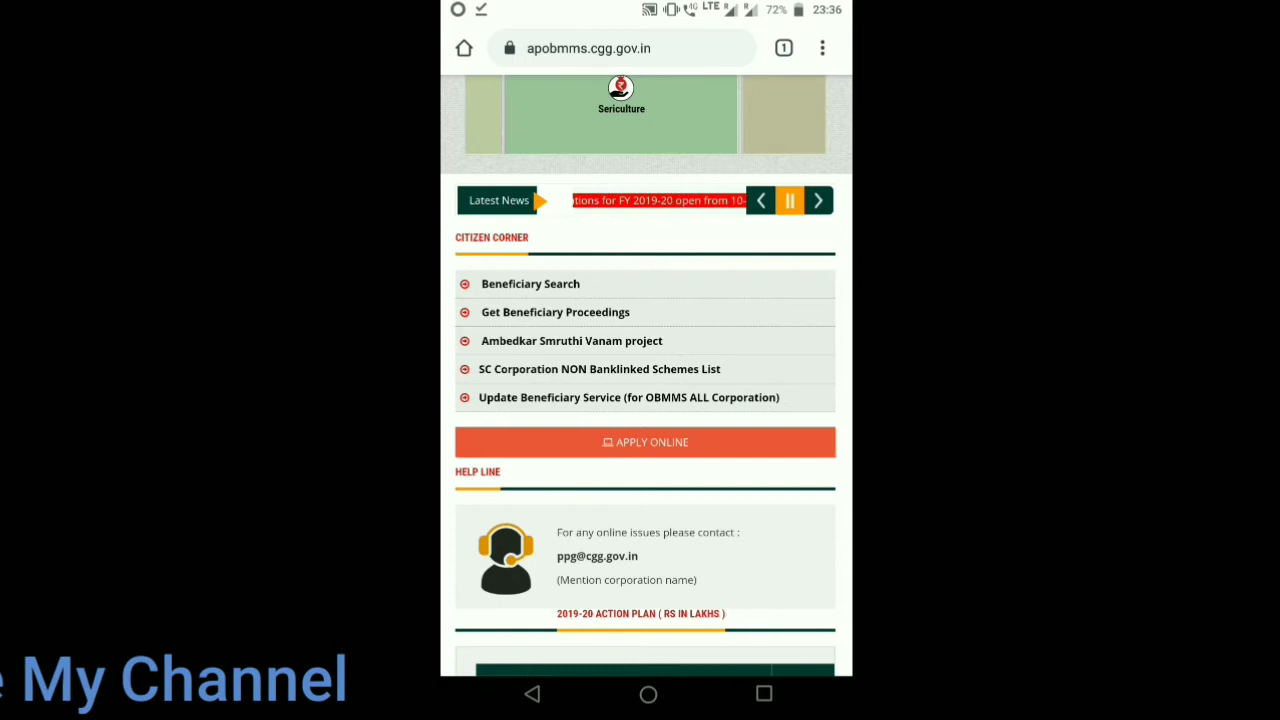 LTE 72% 23:36
apobmms.cgg.gov.in 1
Sericulture
Latest News for FY 2019-20 open from 10-
CITIZEN CORNER
Beneficiary Search
Get Beneficiary Proceedings
Ambedkar Smruthi Vanam project
SC Corporation NON Banklinked Schemes List
Update Beneficiary Service (for OBMMS ALL Corporation)
APPLY ONLINE
HELP LINE
For any online issues please contact :
ppg@cgg.gov.in
(Mention corporation name)
2019-20 ACTION PLAN ( RS IN LAKHS )
My Channel